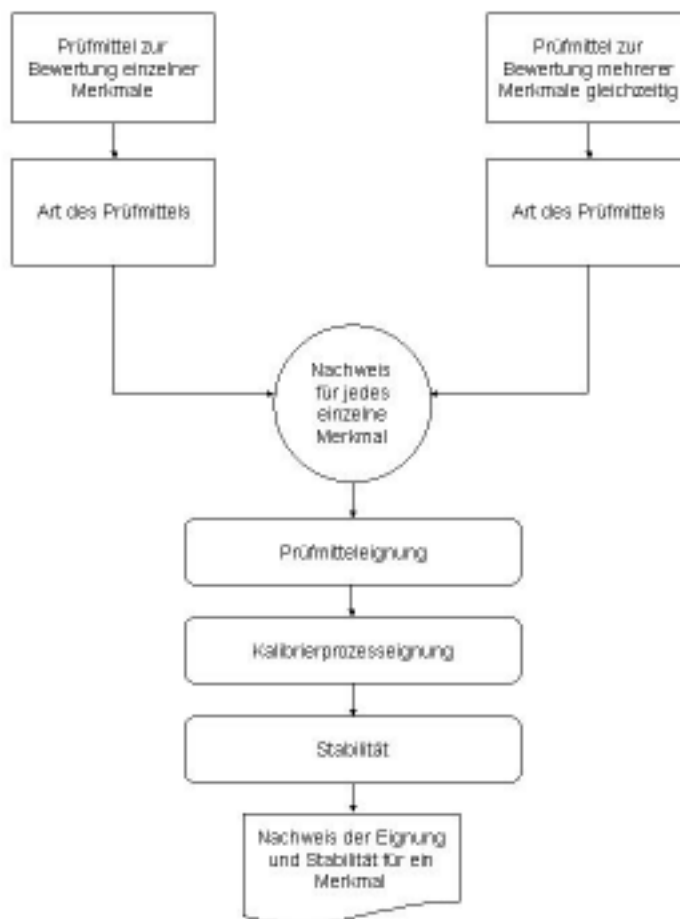 Prüfmittel zur
Bewertung einzelner
Merkmale
Prüfmittel zur
Bewertung mehrerer
Merkmale gleichzeitig
Art des Prüfmittels
Art des Prüfmittels
Nachweis
für jedes
einzelne
Merkmal
Prüfmitteleignung
Kalibrierprozesseignung
Stabilität
Nachweis der Eignung
und Stabilität für ein
Merkmal